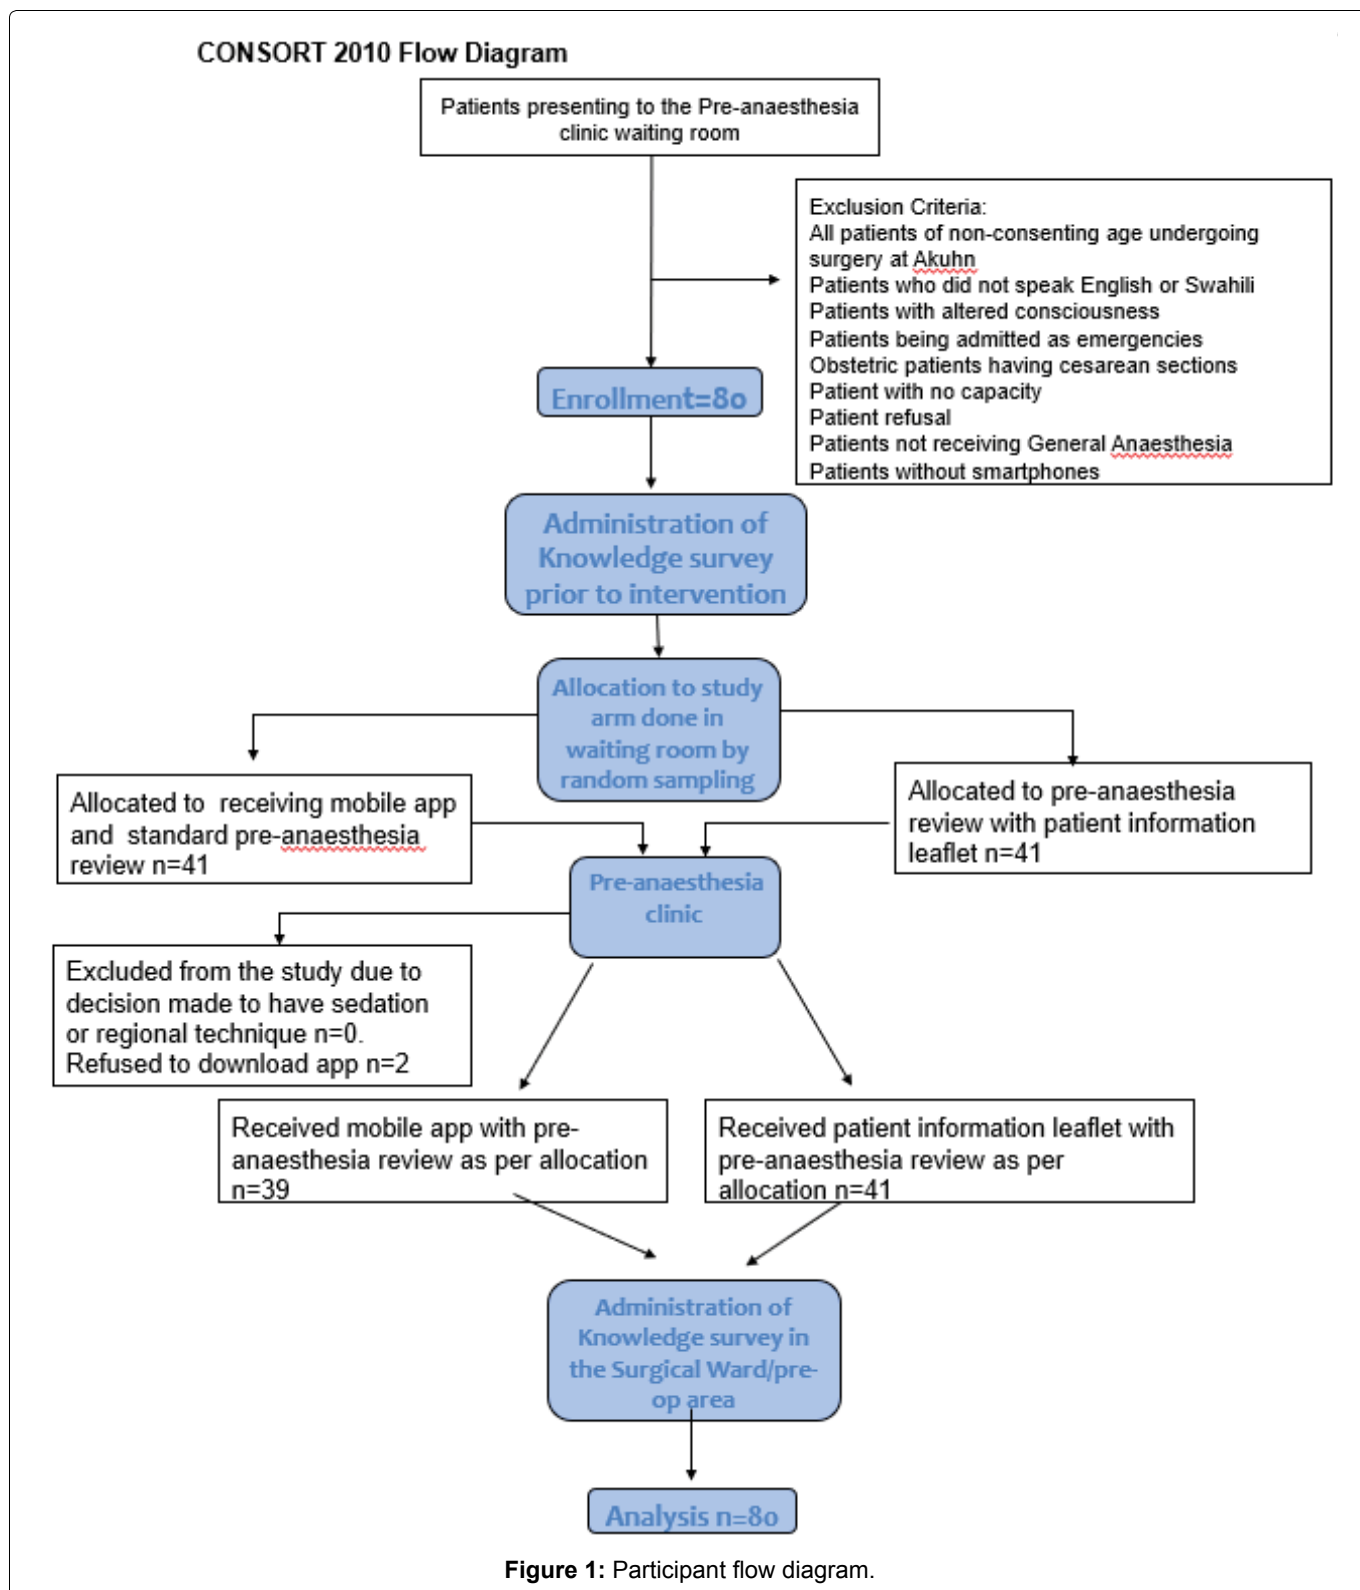 CONSORT 2010 Flow Diagram
Patients presenting to the Pre-anaesthesia
clinic waiting room
Exclusion Criteria:
All patients of non-consenting age undergoing
surgery at Akuhn
Patients who did not speak English or Swahili
Patients with altered consciousness
Patients being admitted as emergencies
Obstetric patients having cesarean sections
Patient with no capacity
Patient refusal
Patients not receiving General Anaesthesia
Patients without smartphones
Enrollment=80
Administration of
Knowledge survey
prior to intervention
Allocation to study
arm done in
waiting room by
random sampling
Allocated to receiving mobile app
and standard pre-anaesthesia
review n=41
Allocated to pre-anaesthesia
review with patient information
leaflet n=41
Pre-anaesthesia
clinic
Excluded from the study due to
decision made to have sedation
or regional technique n=0.
Refused to download app n=2
Received mobile app with pre-
anaesthesia review as per allocation
n=39
Received patient information leaflet with
pre-anaesthesia review as per
allocation n=41
Administration of
Knowledge survey in
the Surgical Ward/pre-
op area
Analysis n=80
Figure 1: Participant flow diagram.